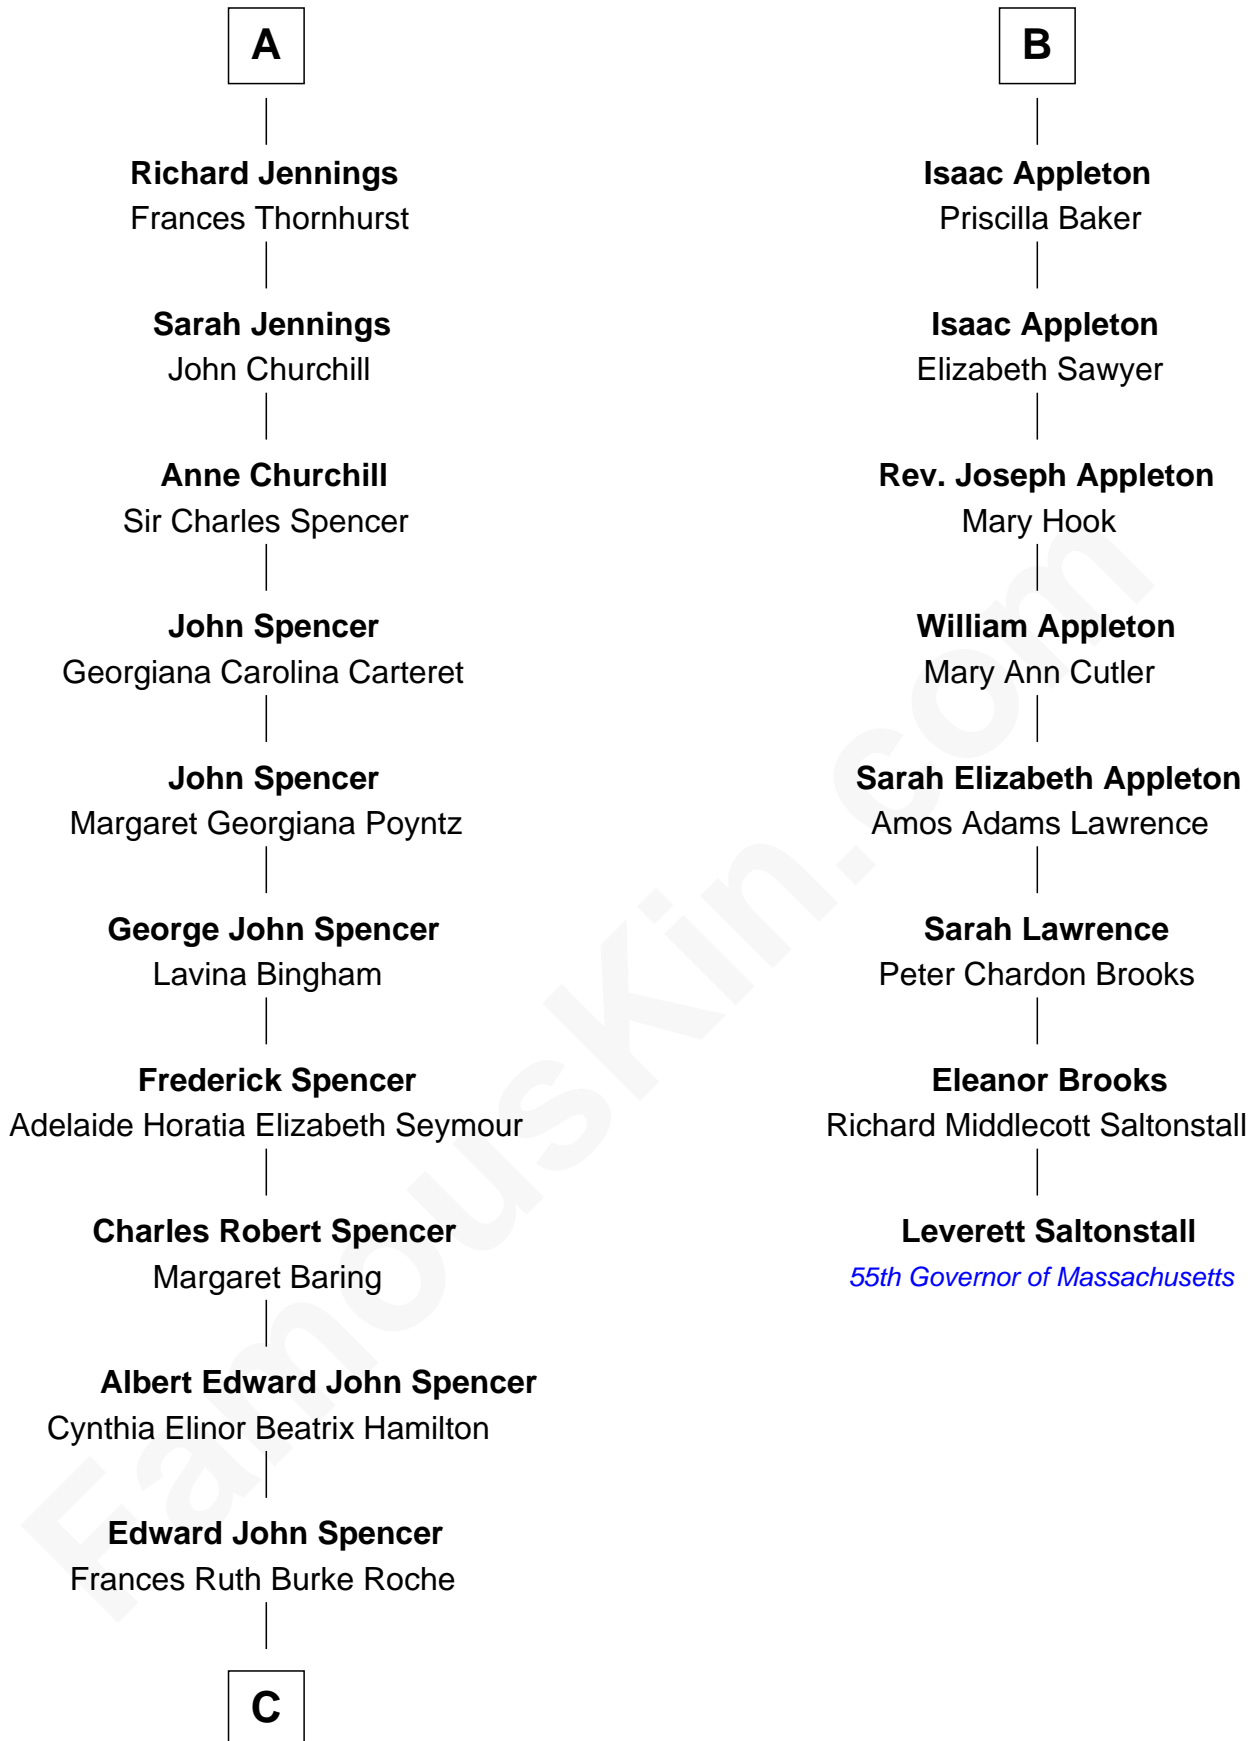 A
Richard Jennings
Frances Thornhurst
Sarah Jennings
John Churchill
Anne Churchill
Sir Charles Spencer
John Spencer
Georgiana Carolina Carteret
John Spencer
Margaret Georgiana Poyntz
George John Spencer
Lavina Bingham
Frederick Spencer
Adelaide Horatia Elizabeth Seymour
Charles Robert Spencer
Margaret Baring
Albert Edward John Spencer
Cynthia Elinor Beatrix Hamilton
Edward John Spencer
Frances Ruth Burke Roche
C
B
Isaac Appleton
Priscilla Baker
Isaac Appleton
Elizabeth Sawyer
Rev. Joseph Appleton
Mary Hook
William Appleton
Mary Ann Cutler
Sarah Elizabeth Appleton
Amos Adams Lawrence
Sarah Lawrence
Peter Chardon Brooks
Eleanor Brooks
Richard Middlecott Saltonstall
Leverett Saltonstall
55th Governor of Massachusetts
FamousKin.com